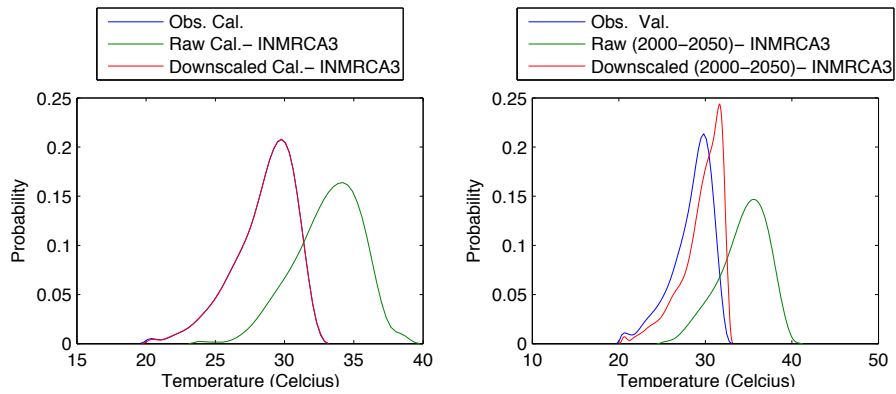 Obs. Cal.
Raw Cal.− INMRCA3
Downscaled Cal.− INMRCA3
0.25
0.2
0.15
0.1
0.05
0
Probability
15 20 25 30 35 40
Temperature (Celcius)
Obs. Val.
Raw (2000−2050)− INMRCA3
Downscaled (2000−2050)− INMRCA3
0.25
0.2
0.15
0.1
0.05
0
Probability
10 20 30 40 50
Temperature (Celcius)